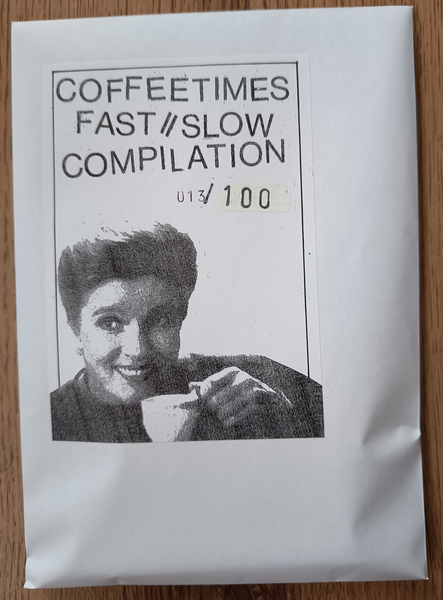 COFFEETIMES
FAST//SLOW
COMPILATION
013/100